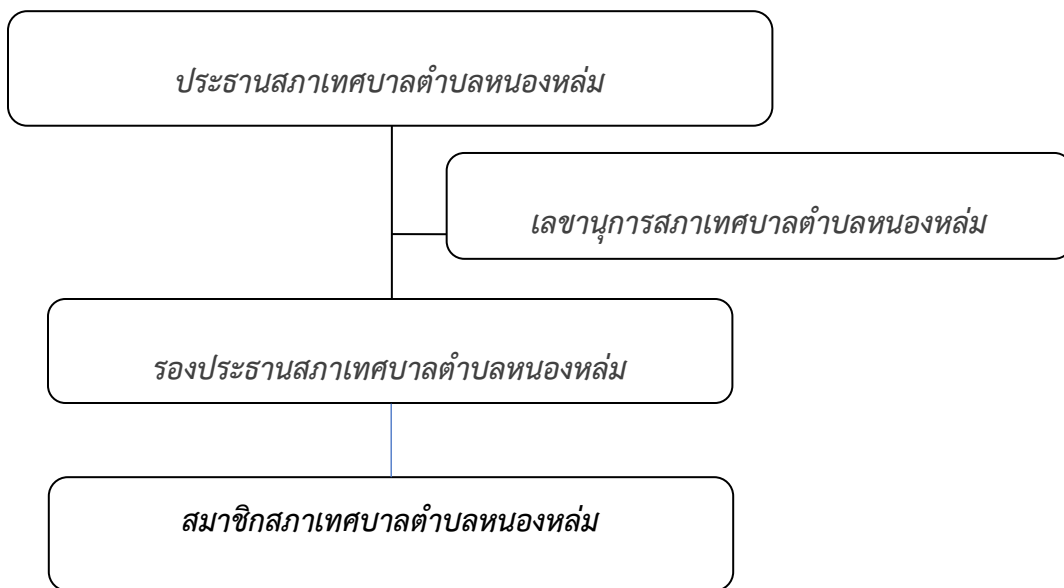 ประธานสภาเทศบาลตำบลหนองหล่ม
เลขานุการสภาเทศบาลตำบลหนองหล่ม
รองประธานสภาเทศบาลตำบลหนองหล่ม
สมาชิกสภาเทศบาลตำบลหนองหล่ม